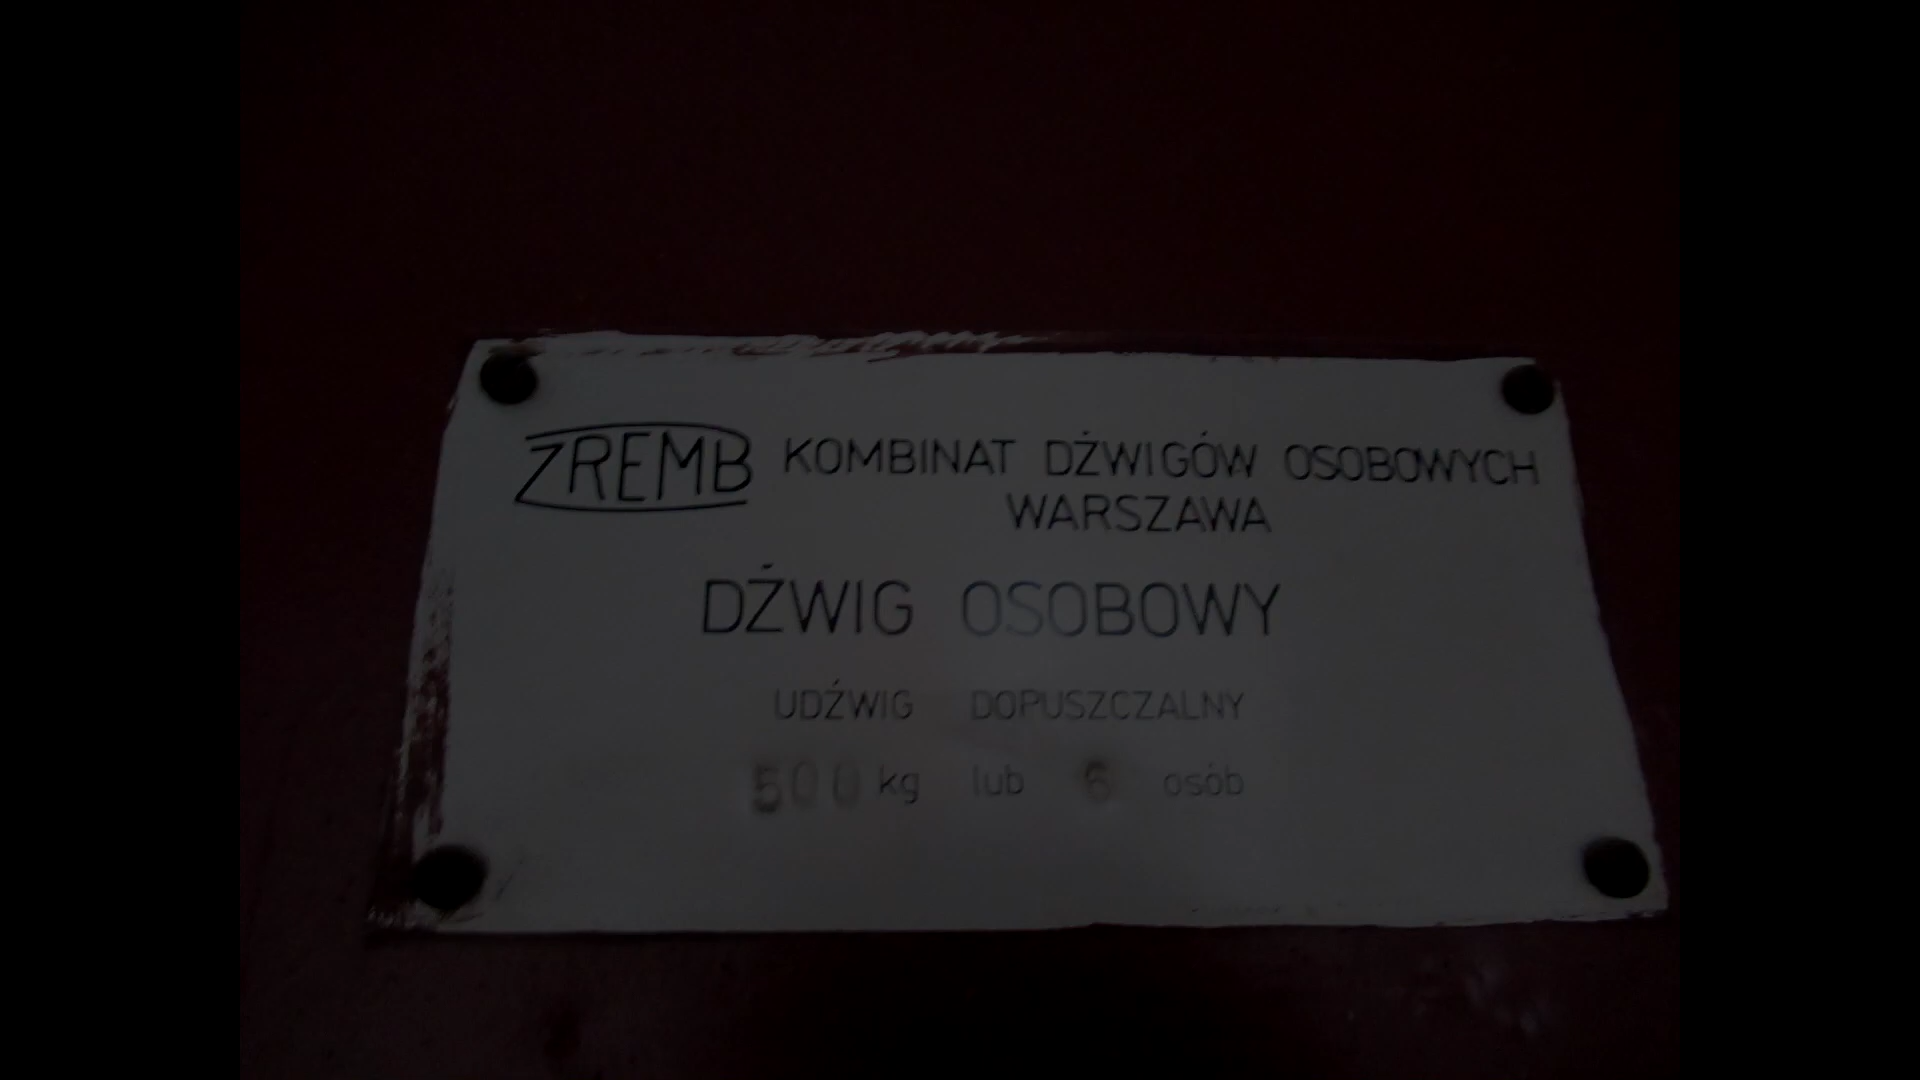 ZREMB KOMBINAT DŹWIGÓW OSOBOWYCH
WARSZAWA
DŹWIG OSOBOWY
UDŹWIG DOPUSZCZALNY
500 kg lub 6 osób